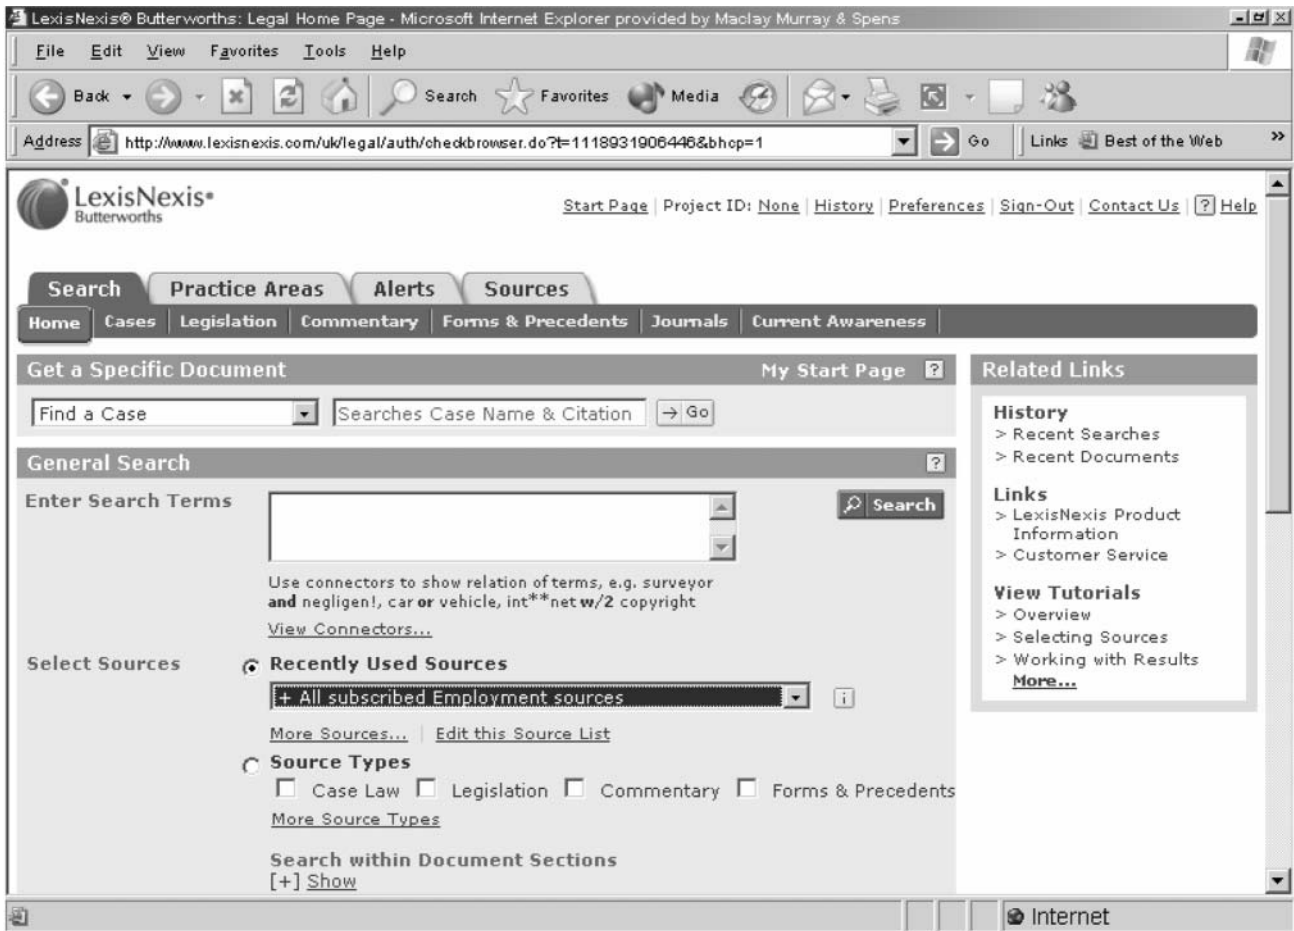 LexisNexis® Butterworths: Legal Home Page - Microsoft Internet Explorer provided by Maclay Murray & Spens
File Edit View Favorites Tools Help
Back Search Favorites Media
Address http://www.lexisnexis.com/uk/legal/auth/checkbrowser.do?t=1118931906446&bhcp=1 Go Links Best of the Web »
LexisNexis®
Butterworths
Start Page | Project ID: None | History | Preferences | Sign-Out | Contact Us | ? Help
Search Practice Areas Alerts Sources
Home | Cases | Legislation | Commentary | Forms & Precedents | Journals | Current Awareness |
Get a Specific Document My Start Page ?
Find a Case Searches Case Name & Citation → Go
General Search ?
Enter Search Terms Search
Use connectors to show relation of terms, e.g. surveyor
and negligen!, car or vehicle, int**net w/2 copyright
View Connectors...
Select Sources Recently Used Sources
+ All subscribed Employment sources i
More Sources... | Edit this Source List
Source Types
Case Law Legislation Commentary Forms & Precedents
More Source Types
Search within Document Sections
[+] Show
Related Links
History
> Recent Searches
> Recent Documents
Links
> LexisNexis Product
Information
> Customer Service
View Tutorials
> Overview
> Selecting Sources
> Working with Results
More...
Internet